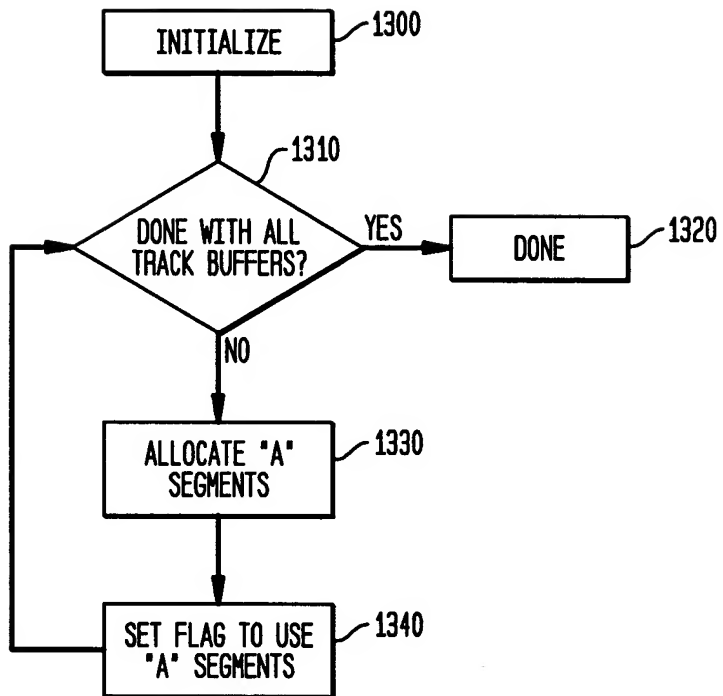 INITIALIZE
1300
1310
DONE WITH ALL
TRACK BUFFERS?
YES
DONE
1320
NO
ALLOCATE "A"
SEGMENTS
1330
SET FLAG TO USE
"A" SEGMENTS
1340